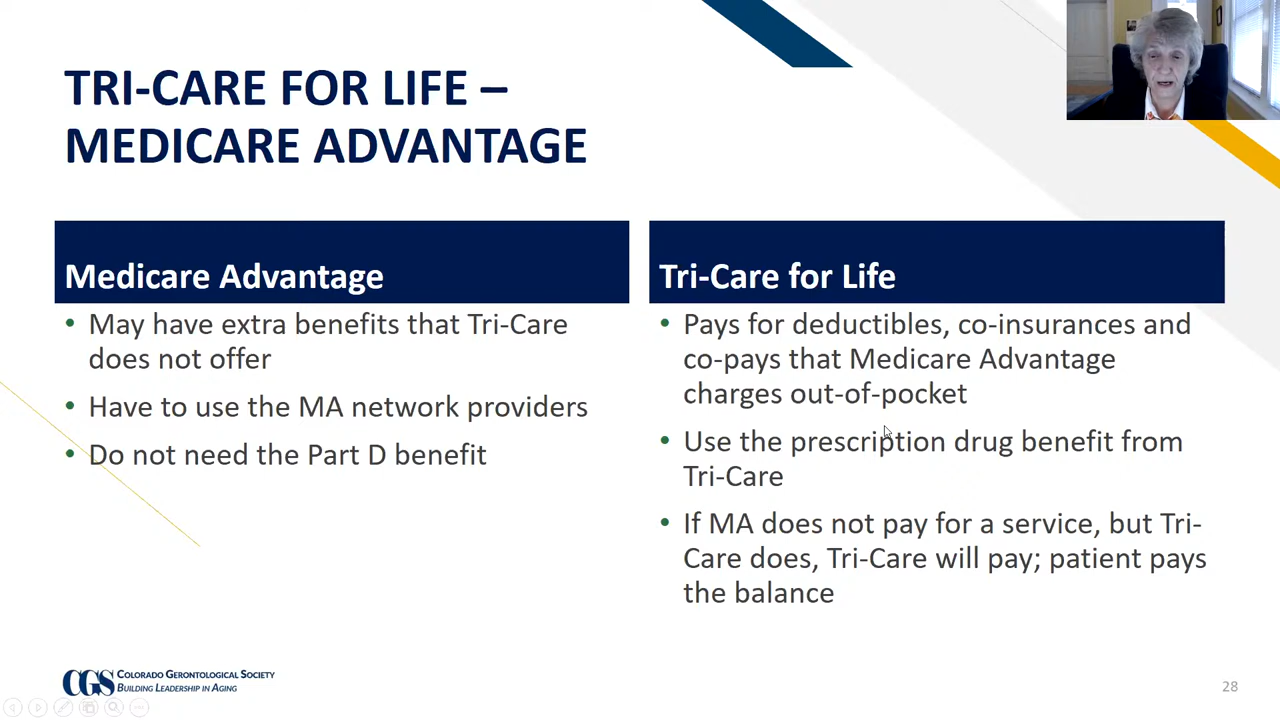 TRI-CARE FOR LIFE –
MEDICARE ADVANTAGE
Medicare Advantage
• May have extra benefits that Tri-Care
does not offer
• Have to use the MA network providers
• Do not need the Part D benefit
Tri-Care for Life
• Pays for deductibles, co-insurances and
co-pays that Medicare Advantage
charges out-of-pocket
• Use the prescription drug benefit from
Tri-Care
• If MA does not pay for a service, but Tri-
Care does, Tri-Care will pay; patient pays
the balance
CGS COLORADO GERONTOLOGICAL SOCIETY
BUILDING LEADERSHIP IN AGING
28